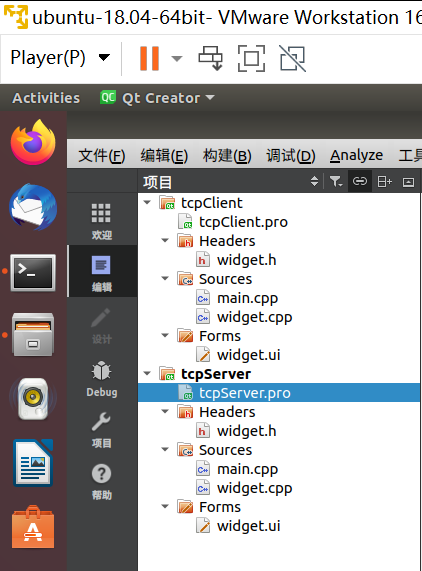 ubuntu-18.04-64bit- VMware Workstation 16
Player(P)
Activities QC Qt Creator
文件(F) 编辑(E) 构建(B) 调试(D) Analyze 工具
项目
欢迎
编辑
设计
Debug
项目
帮助
tcpClient
tcpClient.pro
Headers
widget.h
Sources
main.cpp
widget.cpp
Forms
widget.ui
tcpServer
tcpServer.pro
Headers
widget.h
Sources
main.cpp
widget.cpp
Forms
widget.ui